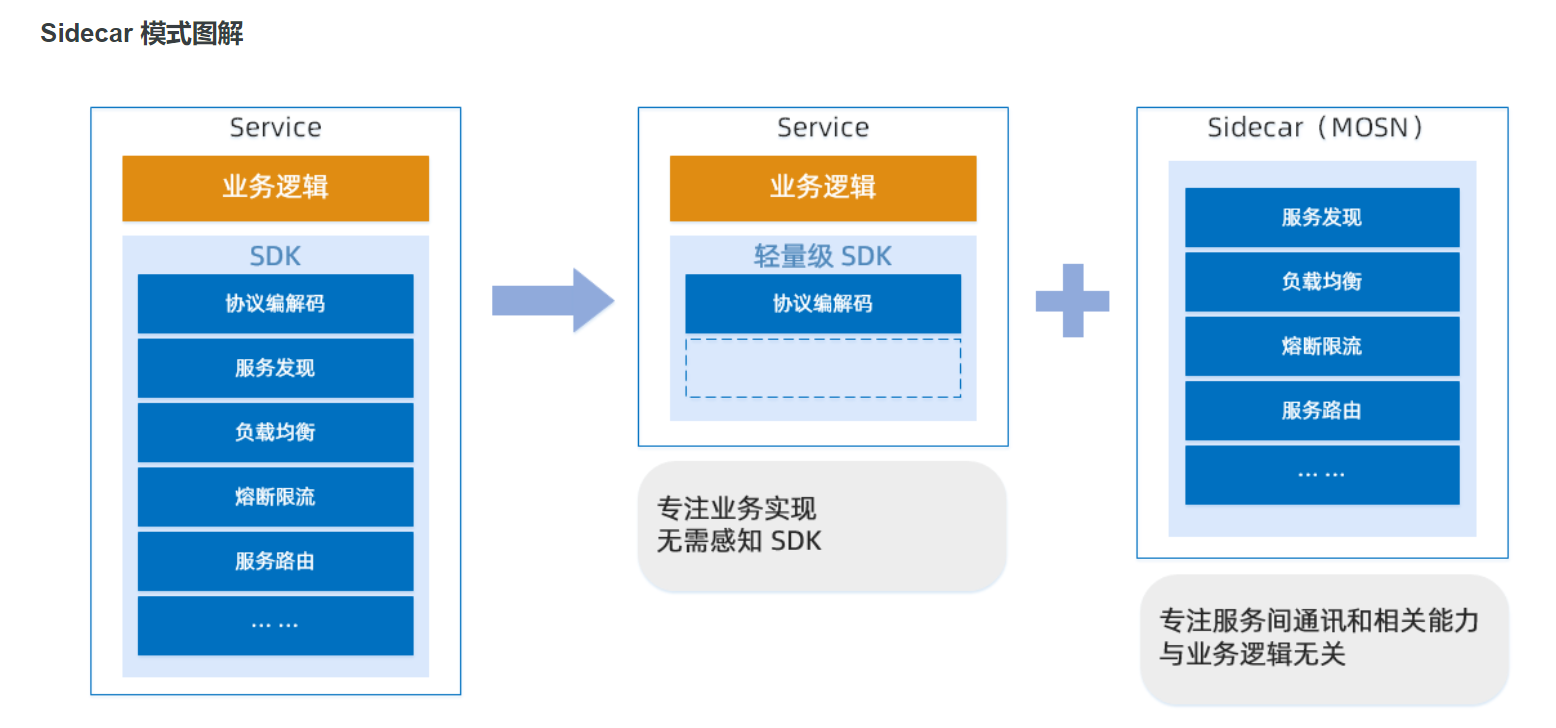 Sidecar 模式图解
Service
业务逻辑
SDK
协议编解码
服务发现
负载均衡
熔断限流
服务路由
... ...
Service
业务逻辑
轻量级 SDK
协议编解码
专注业务实现
无需感知 SDK
Sidecar（MOSN）
服务发现
负载均衡
熔断限流
服务路由
... ...
专注服务间通讯和相关能力
与业务逻辑无关